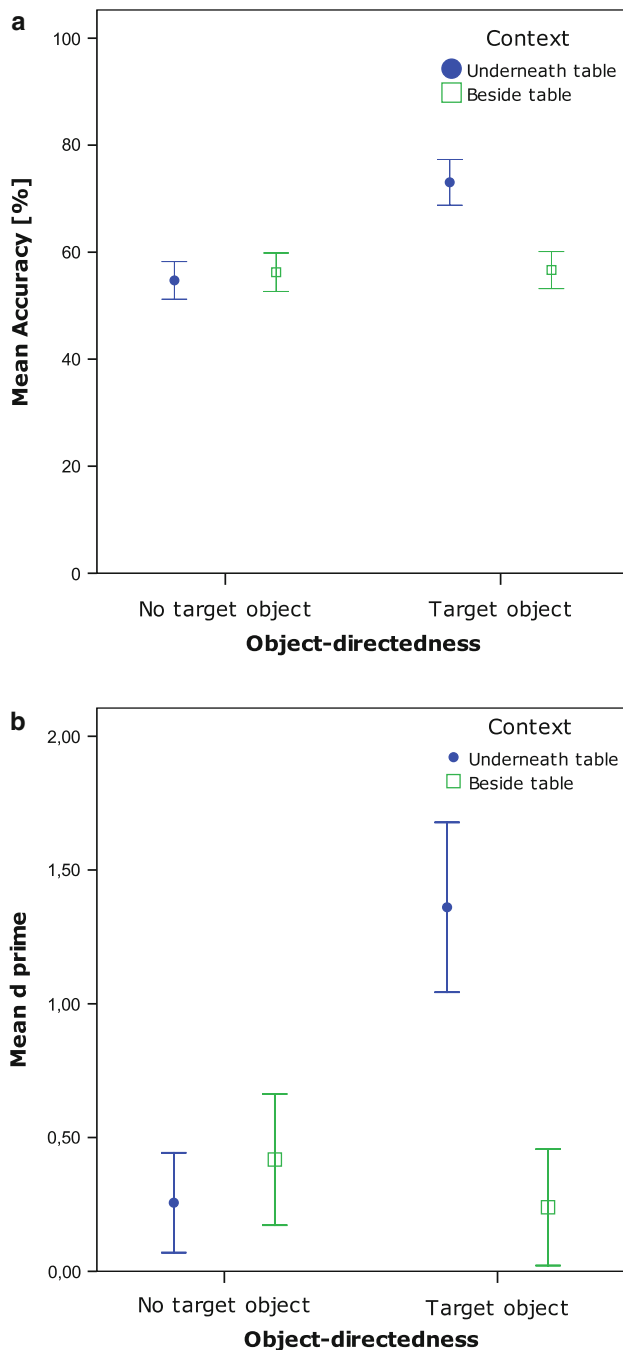 a
100
Context
Underneath table
Beside table
80
60
40
20
0
Mean Accuracy [%]
No target object
Target object
Object-directedness
b
2,00
Context
Underneath table
Beside table
1,50
1,00
0,50
0,00
Mean d prime
No target object
Target object
Object-directedness